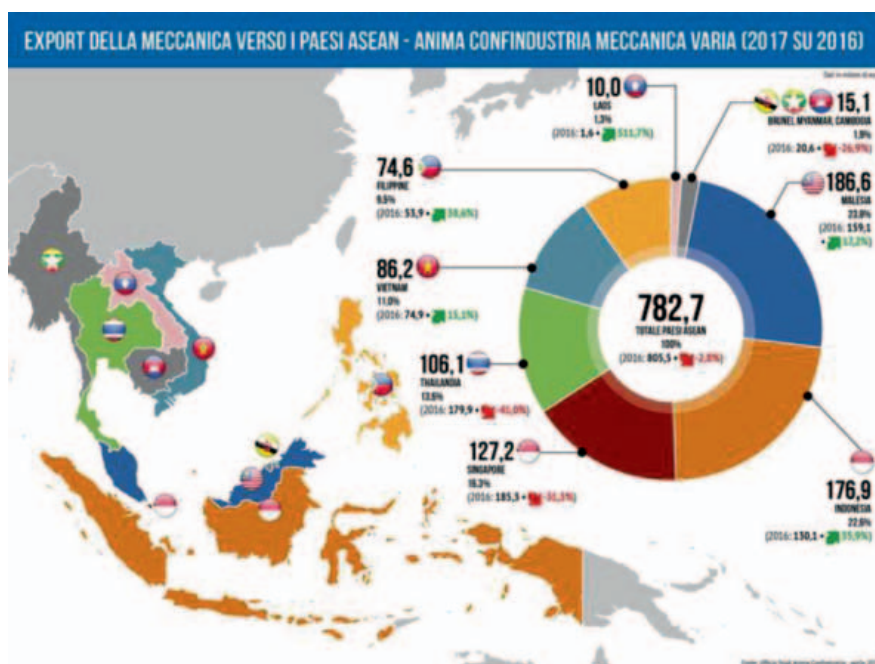 EXPORT DELLA MECCANICA VERSO I PAESI ASEAN - ANIMA CONFINDUSTRIA MECCANICA VARIA (2017 SU 2016)
10,0
LAOS
1,3%
(2016: 1,6 • 511,7%)
15,1
BRUNEI, MYANMAR, CAMBOGIA
1,9%
(2016: 20,6 • -26,9%)
74,6
FILIPPINE
9,5%
(2016: 53,9 • 38,6%)
186,6
MALESIA
23,8%
(2016: 159,1
• 17,2%)
86,2
VIETNAM
11,0%
(2016: 74,9 • 15,1%)
782,7
TOTALE PAESI ASEAN
100%
(2016: 805,5 • -2,8%)
106,1
THAILANDIA
13,6%
(2016: 179,9 • -41,0%)
127,2
SINGAPORE
16,3%
(2016: 185,5 • -31,3%)
176,9
INDONESIA
22,6%
(2016: 130,1 • 35,9%)